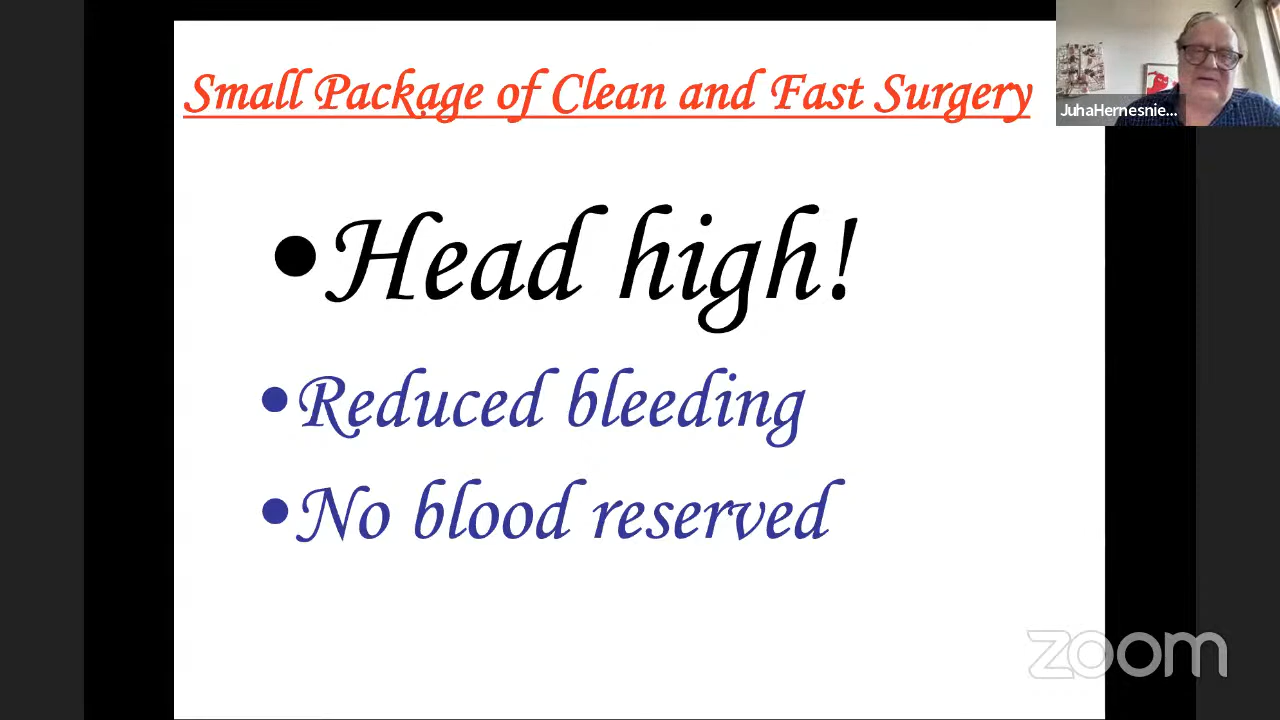 Small Package of Clean and Fast Surgery
JuhaHernesnie...
•Head high!
•Reduced bleeding
•No blood reserved
zoom